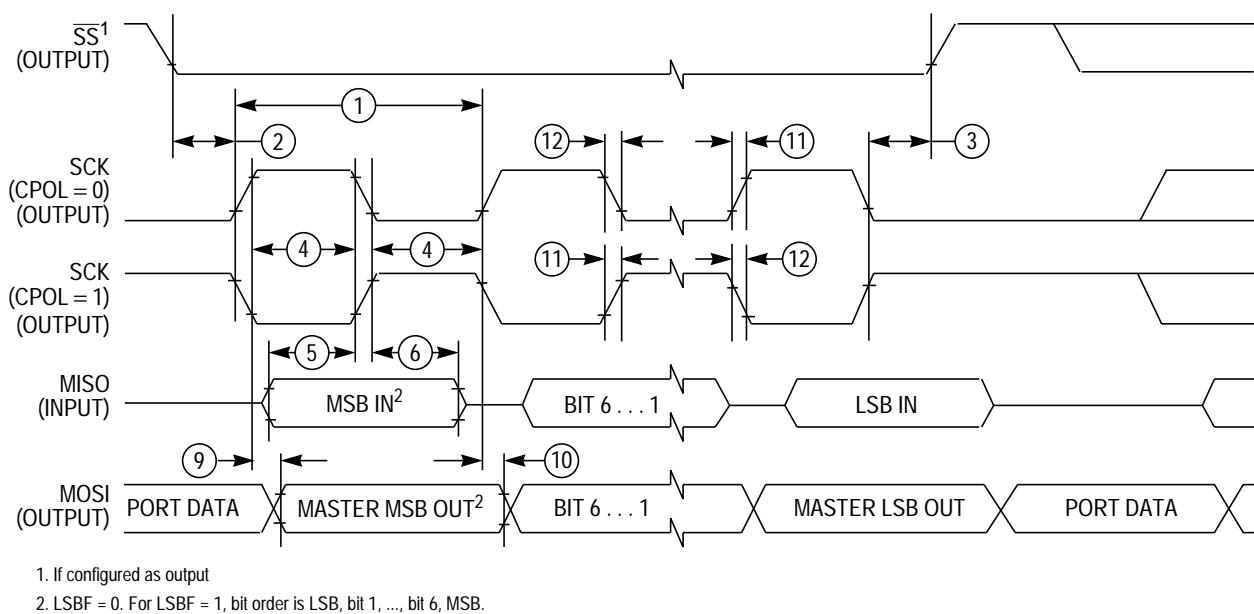 SS1
(OUTPUT)
1
2
12
11
3
SCK
(CPOL = 0)
(OUTPUT)
4
4
11
12
SCK
(CPOL = 1)
(OUTPUT)
5
6
MISO
(INPUT)
MSB IN2
BIT 6 . . . 1
LSB IN
9
10
MOSI
(OUTPUT)
PORT DATA
MASTER MSB OUT2
BIT 6 . . . 1
MASTER LSB OUT
PORT DATA
1. If configured as output
2. LSBF = 0. For LSBF = 1, bit order is LSB, bit 1, ..., bit 6, MSB.